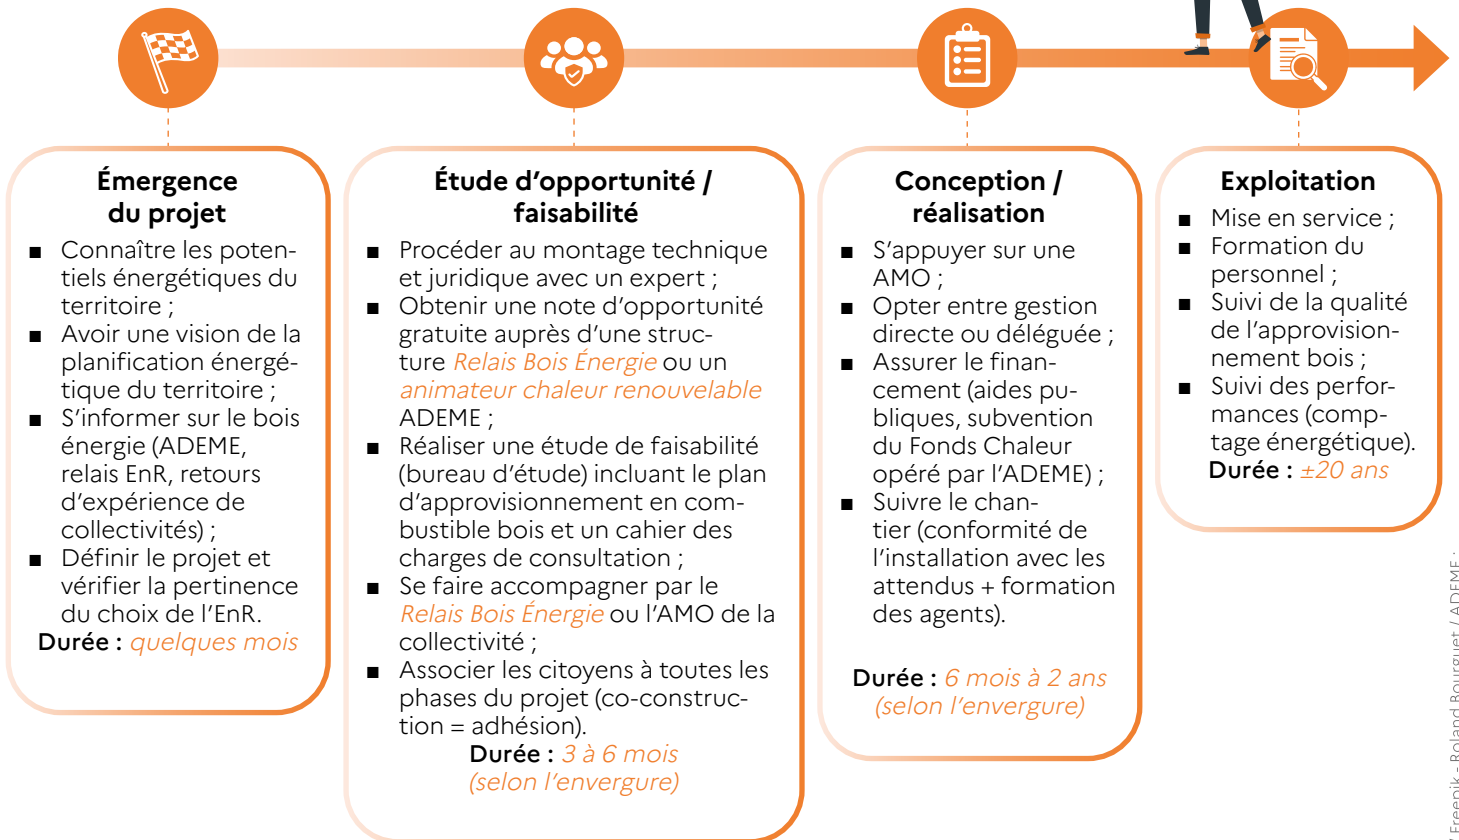 Émergence
du projet
■ Connaître les poten-
tiels énergétiques du
territoire ;
■ Avoir une vision de la
planification énergé-
tique du territoire ;
■ S’informer sur le bois
énergie (ADEME,
relais EnR, retours
d’expérience de
collectivités) ;
■ Définir le projet et
vérifier la pertinence
du choix de l’EnR.
Durée : quelques mois
Étude d’opportunité /
faisabilité
■ Procéder au montage technique
et juridique avec un expert ;
■ Obtenir une note d’opportunité
gratuite auprès d’une struc-
ture Relais Bois Énergie ou un
animateur chaleur renouvelable
ADEME ;
■ Réaliser une étude de faisabilité
(bureau d’étude) incluant le plan
d’approvisionnement en com-
bustible bois et un cahier des
charges de consultation ;
■ Se faire accompagner par le
Relais Bois Énergie ou l’AMO de la
collectivité ;
■ Associer les citoyens à toutes les
phases du projet (co-construc-
tion = adhésion).
Durée : 3 à 6 mois
(selon l’envergure)
Conception /
réalisation
■ S’appuyer sur une
AMO ;
■ Opter entre gestion
directe ou déléguée ;
■ Assurer le finan-
cement (aides pu-
bliques, subvention
du Fonds Chaleur
opéré par l’ADEME) ;
■ Suivre le chan-
tier (conformité de
l’installation avec les
attendus + formation
des agents).
Durée : 6 mois à 2 ans
(selon l’envergure)
Exploitation
■ Mise en service ;
■ Formation du
personnel ;
■ Suivi de la qualité
de l’approvision-
nement bois ;
■ Suivi des perfor-
mances (comp-
tage énergétique).
Durée : ±20 ans
/ Freepik - Roland Bourguet / ADEME ;